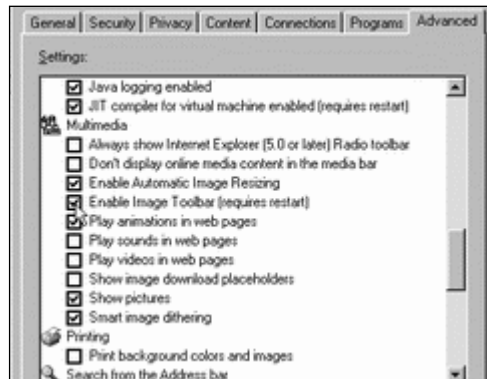 General Security Privacy Content Connections Programs Advanced
Settings:
Java logging enabled
JIT compiler for virtual machine enabled (requires restart)
Multimedia
Always show Internet Explorer (5.0 or later) Radio toolbar
Don't display online media content in the media bar
Enable Automatic Image Resizing
Enable Image Toolbar (requires restart)
Play animations in web pages
Play sounds in web pages
Play videos in web pages
Show image download placeholders
Show pictures
Smart image dithering
Printing
Print background colors and images
Search from the Address bar